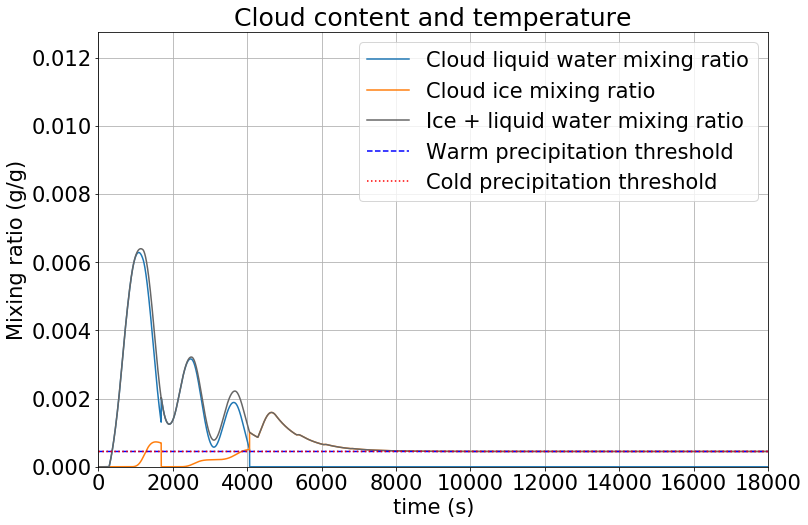 Cloud content and temperature
Cloud liquid water mixing ratio
Cloud ice mixing ratio
Ice + liquid water mixing ratio
Warm precipitation threshold
Cold precipitation threshold
Mixing ratio (g/g)
0.012
0.010
0.008
0.006
0.004
0.002
0.000
0 2000 4000 6000 8000 10000 12000 14000 16000 18000
time (s)